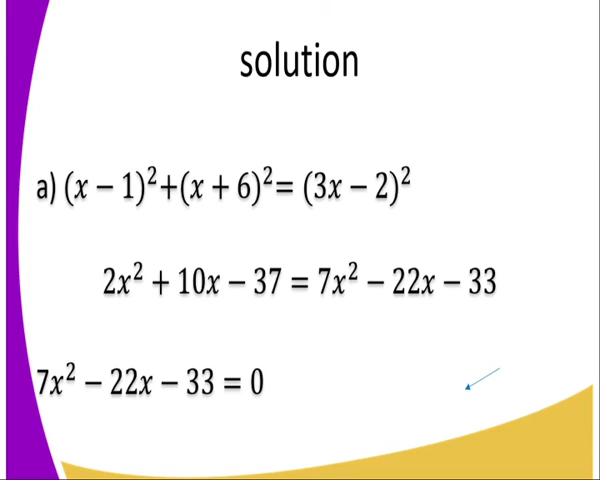 solution
a) (x − 1)²+(x + 6)²= (3x − 2)²
2x² + 10x − 37 = 7x² − 22x − 33
7x² − 22x − 33 = 0